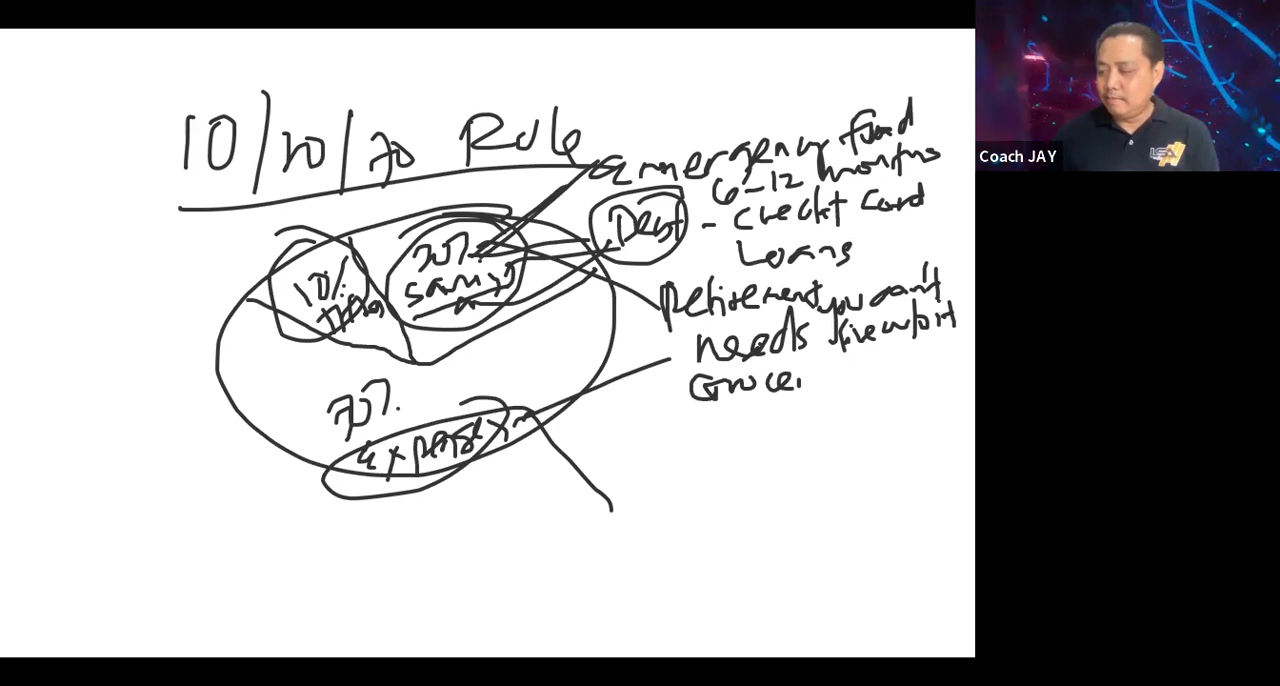 10/20/70 Rule
emergency fund
6-12 months
Debt - Credit Card
Loans
10%
20%
Savings
Retirement, you can't
live w/o it
needs
Groce
70%
expenses
Coach JAY